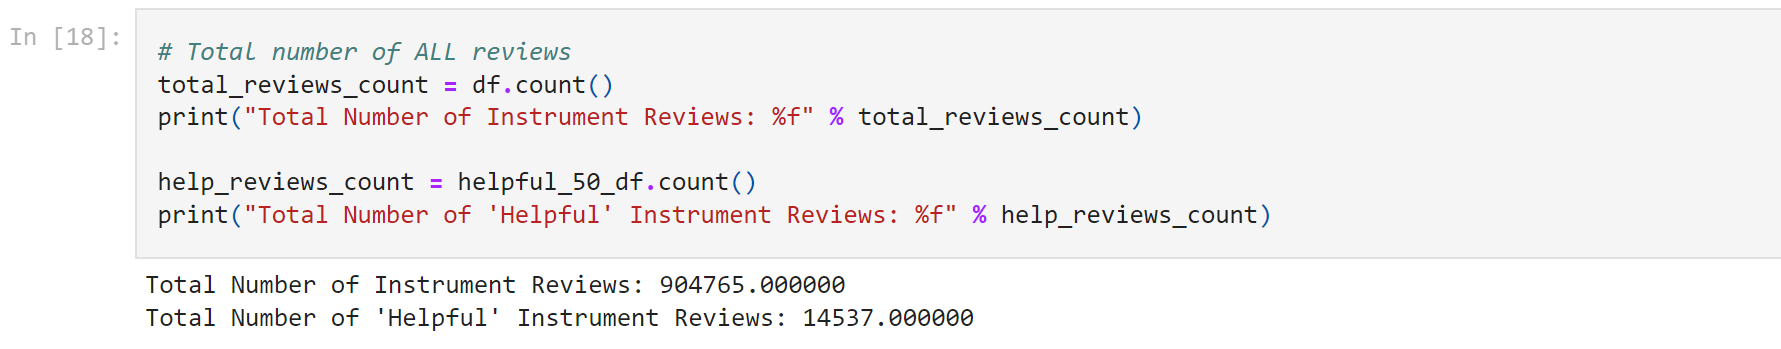 In [18]:
# Total number of ALL reviews
total_reviews_count = df.count()
print("Total Number of Instrument Reviews: %f" % total_reviews_count)
help_reviews_count = helpful_50_df.count()
print("Total Number of 'Helpful' Instrument Reviews: %f" % help_reviews_count)
Total Number of Instrument Reviews: 904765.000000
Total Number of 'Helpful' Instrument Reviews: 14537.000000